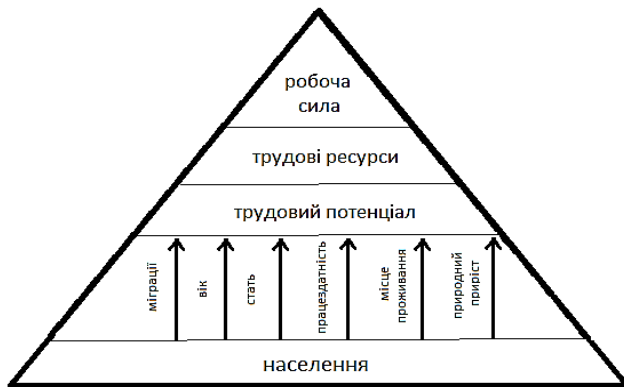 робоча
сила
трудові ресурси
трудовий потенціал
міграції
вік
стать
працездатність
місце
проживання
природний
приріст
населення